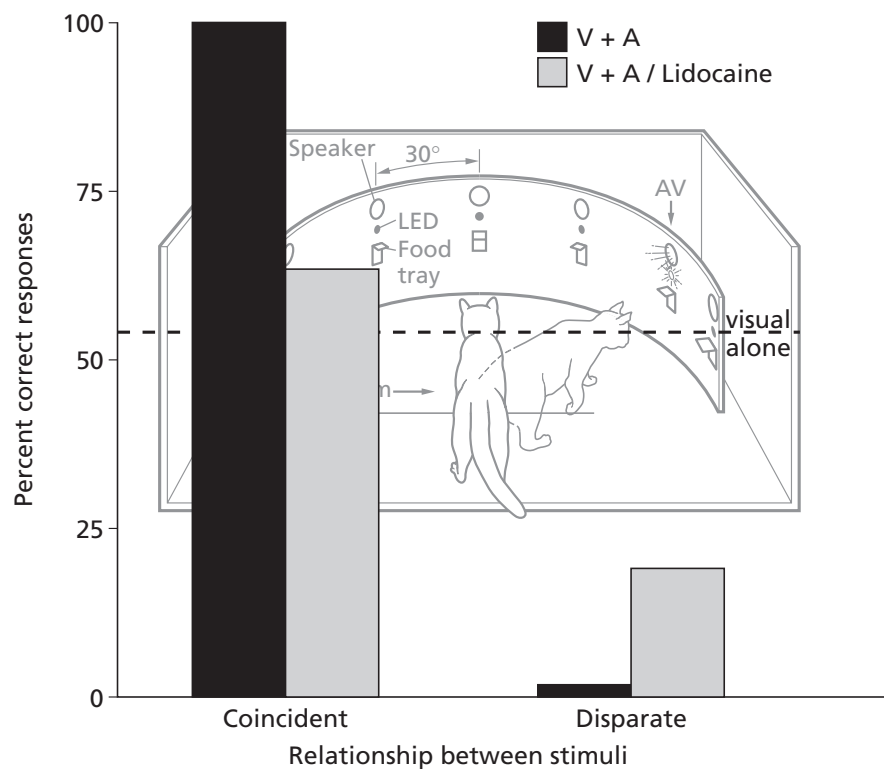 100
75
50
25
0
Percent correct responses
V + A
V + A / Lidocaine
Speaker
30°
AV
LED
Food
tray
visual
alone
m
Coincident
Disparate
Relationship between stimuli